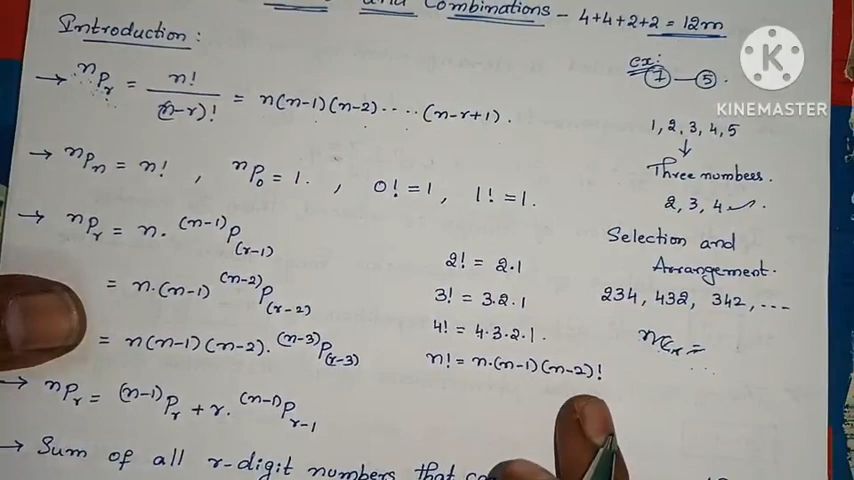 and Combinations - 4+4+2+2 = 12m
Introduction :
→ ⁿPᵣ = n! / (n-r)! = n(n-1)(n-2) .... (n-r+1).
→ ⁿPₙ = n! , ⁿP₀ = 1. , 0! = 1, 1! = 1.
→ ⁿPᵣ = n. ⁽ⁿ⁻¹⁾P₍ᵣ₋₁₎
= n.(n-1) ⁽ⁿ⁻²⁾P₍ᵣ₋₂₎
= n(n-1)(n-2). ⁽ⁿ⁻³⁾P₍ᵣ₋₃₎
→ ⁿPᵣ = ⁽ⁿ⁻¹⁾Pᵣ + r. ⁽ⁿ⁻¹⁾Pᵣ₋₁
→ Sum of all r-digit numbers that
2! = 2.1
3! = 3.2.1
4! = 4.3.2.1.
n! = n.(n-1)(n-2)!
ex:
7 — 5.
1, 2, 3, 4, 5
↓
Three numbers.
2, 3, 4 ✓.
Selection and
Arrangement.
234, 432, 342, ....
ⁿCᵣ =
K
KINEMASTER